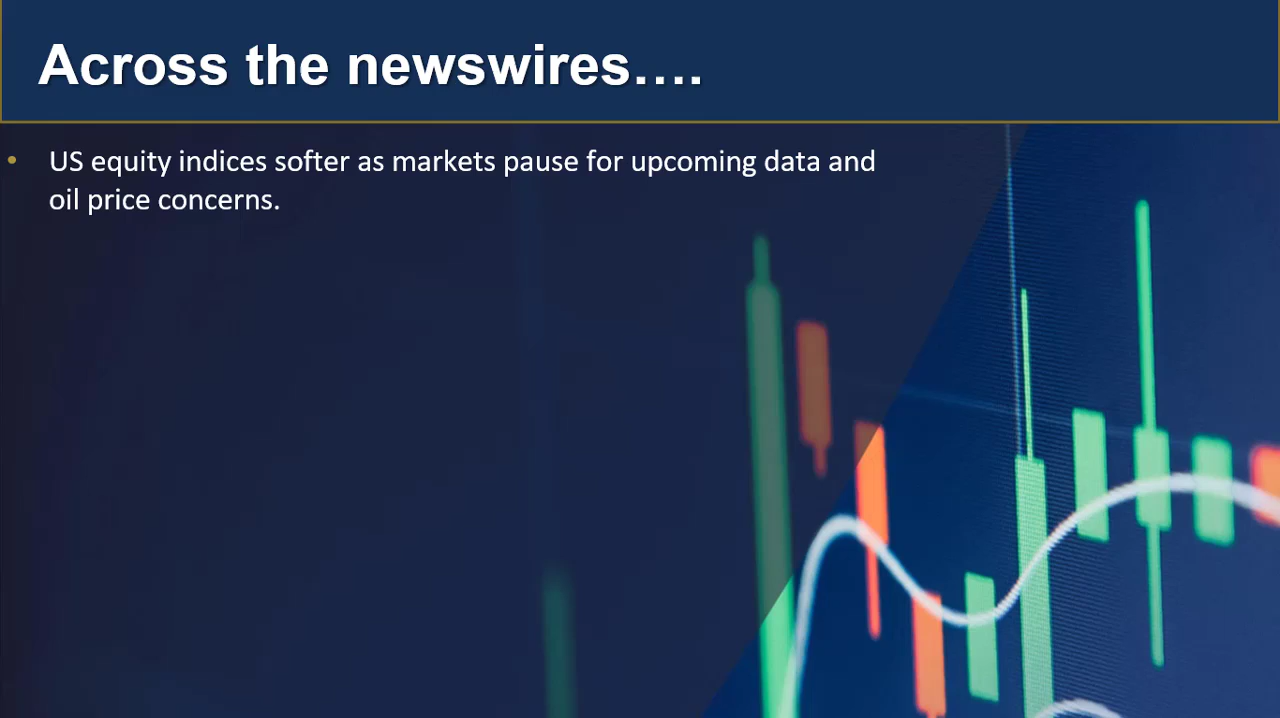 Across the newswires….
• US equity indices softer as markets pause for upcoming data and
oil price concerns.